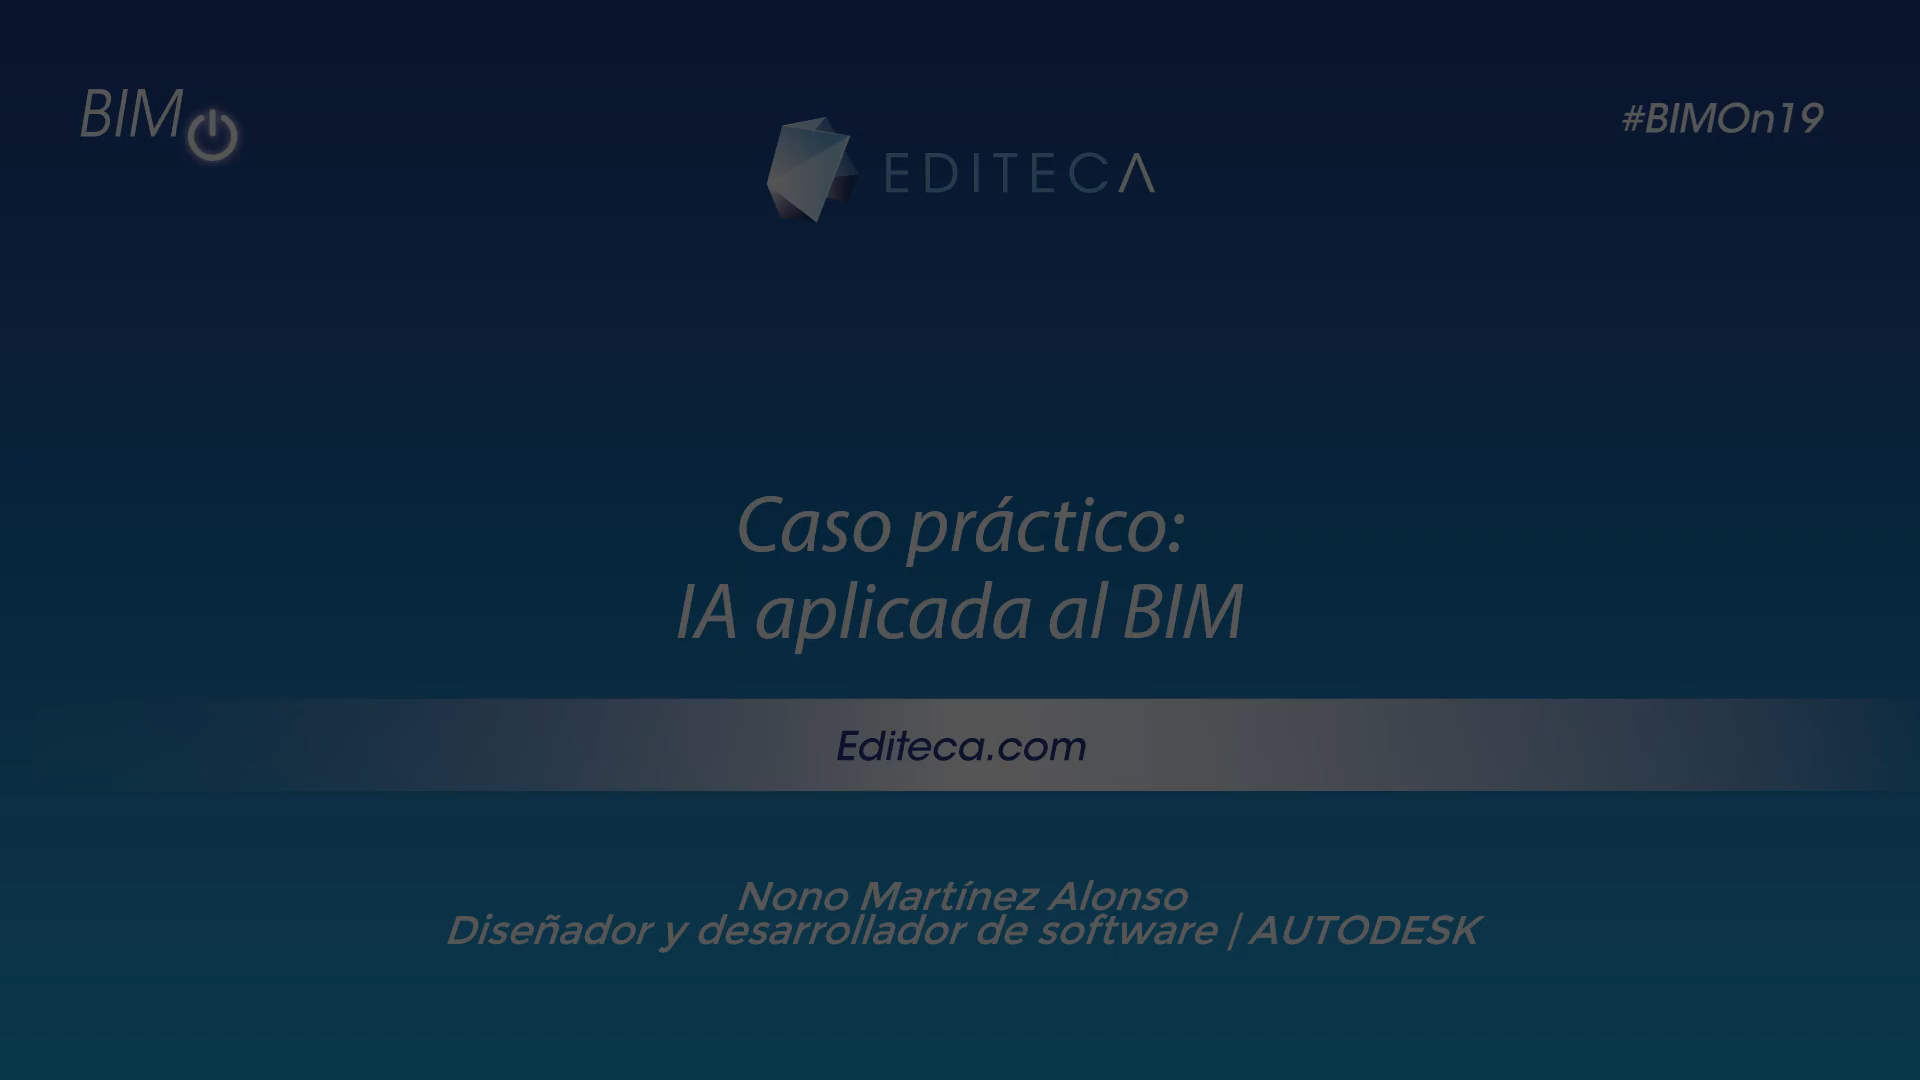 BIM
#BIMOn19
EDITECA
Caso práctico:
IA aplicada al BIM
Editeca.com
Nono Martínez Alonso
Diseñador y desarrollador de software | AUTODESK